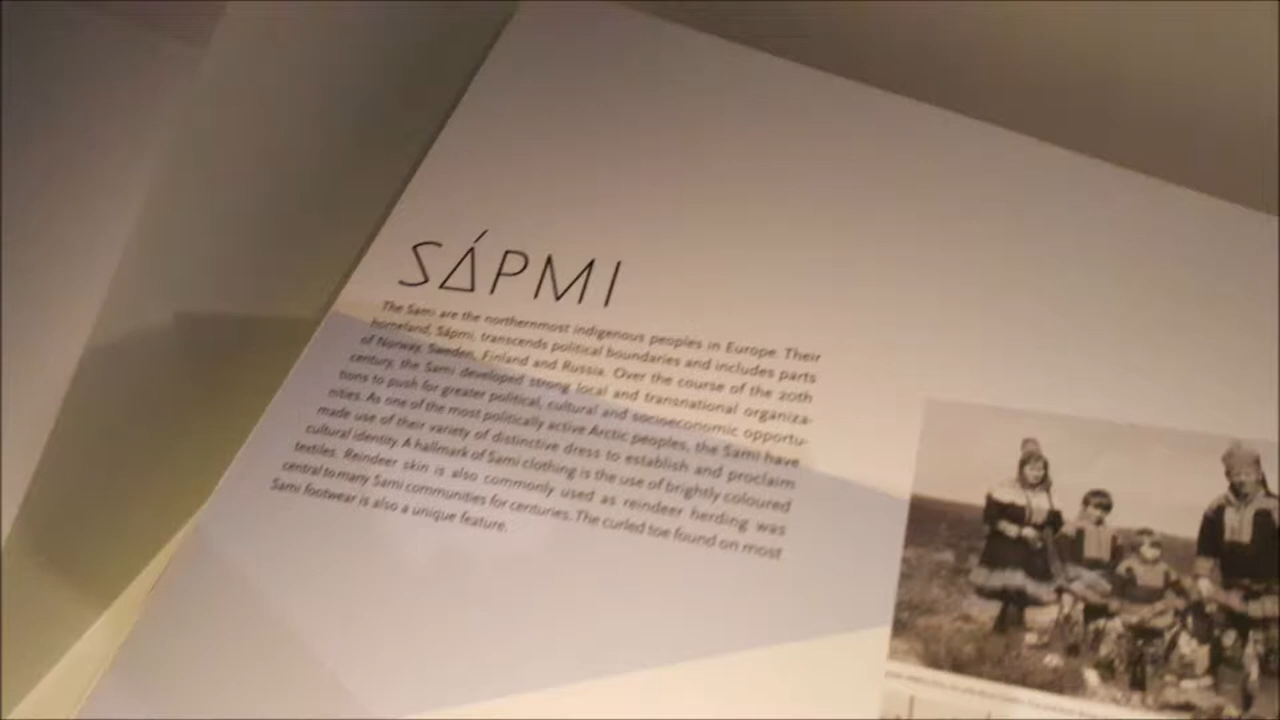 SÁPMI
The Sami are the northernmost indigenous peoples in Europe. Their
homeland, Sápmi, transcends political boundaries and includes parts
of Norway, Sweden, Finland and Russia. Over the course of the 20th
century, the Sami developed strong local and transnational organiza-
tions to push for greater political, cultural and socioeconomic opportu-
nities. As one of the most politically active Arctic peoples, the Sami have
made use of their variety of distinctive dress to establish and proclaim
cultural identity. A hallmark of Sami clothing is the use of brightly coloured
textiles. Reindeer skin is also commonly used as reindeer herding was
central to many Sami communities for centuries. The curled toe found on most
Sami footwear is also a unique feature.